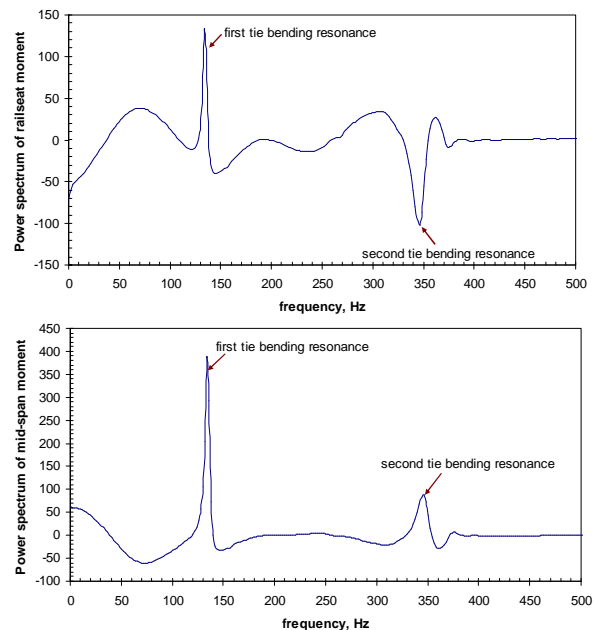 150
100
50
0
-50
-100
-150
Power spectrum of railseat moment
first tie bending resonance
second tie bending resonance
0 50 100 150 200 250 300 350 400 450 500
frequency, Hz
450
400
350
300
250
200
150
100
50
0
-50
-100
Power spectrum of mid-span moment
first tie bending resonance
second tie bending resonance
0 50 100 150 200 250 300 350 400 450 500
frequency, Hz